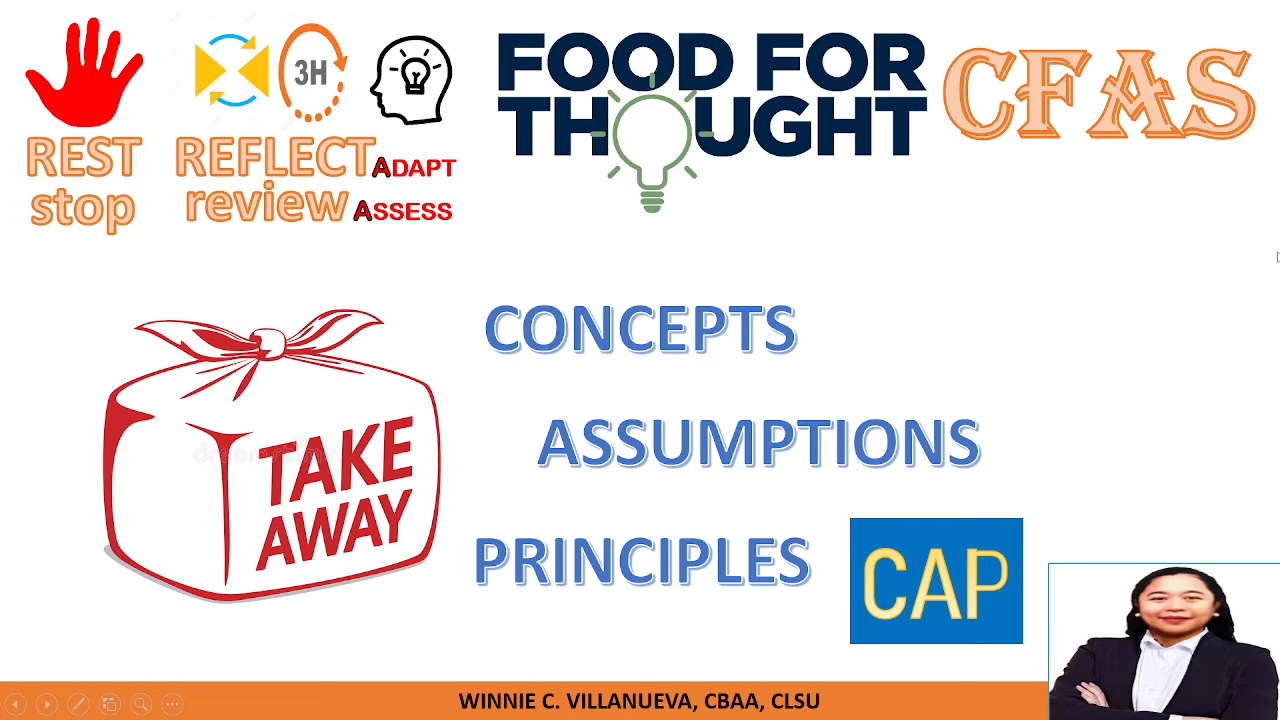 3H
REST
stop
REFLECT
review
ADAPT
ASSESS
FOOD FOR
THOUGHT
CFAS
TAKE
AWAY
CONCEPTS
ASSUMPTIONS
PRINCIPLES
CAP
WINNIE C. VILLANUEVA, CBAA, CLSU